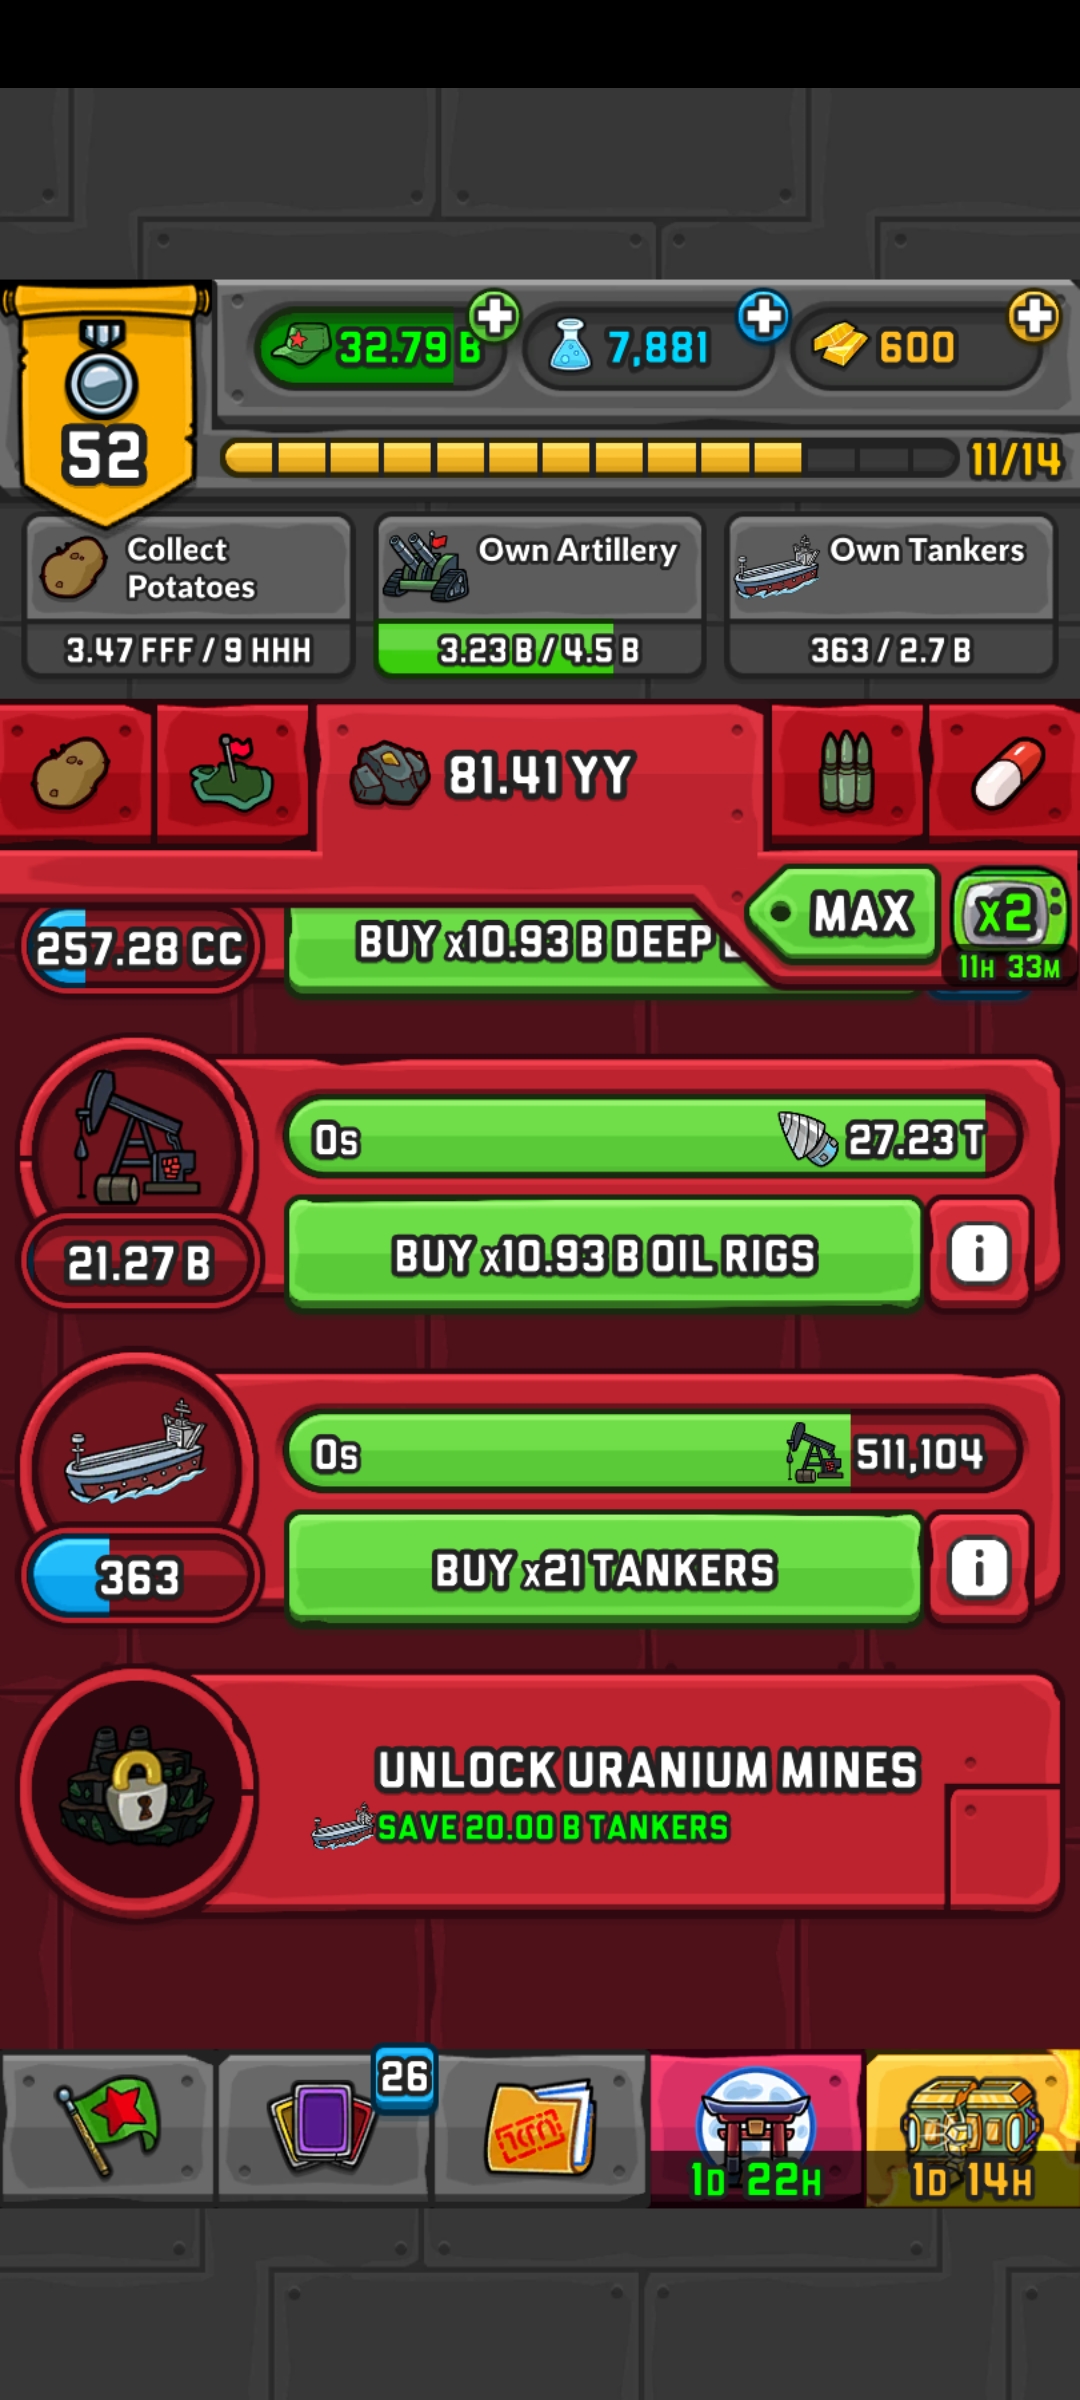 32.79 B
7,881
600
52
11/14
Collect
Potatoes
3.47 FFF / 9 HHH
Own Artillery
3.23 B / 4.5 B
Own Tankers
363 / 2.7 B
81.41 YY
MAX
x2
11H 33M
257.28 CC
BUY x10.93 B DEEP
0s
27.23 T
21.27 B
BUY x10.93 B OIL RIGS
i
0s
511,104
363
BUY x21 TANKERS
i
UNLOCK URANIUM MINES
SAVE 20.00 B TANKERS
26
1D 22H
1D 14H